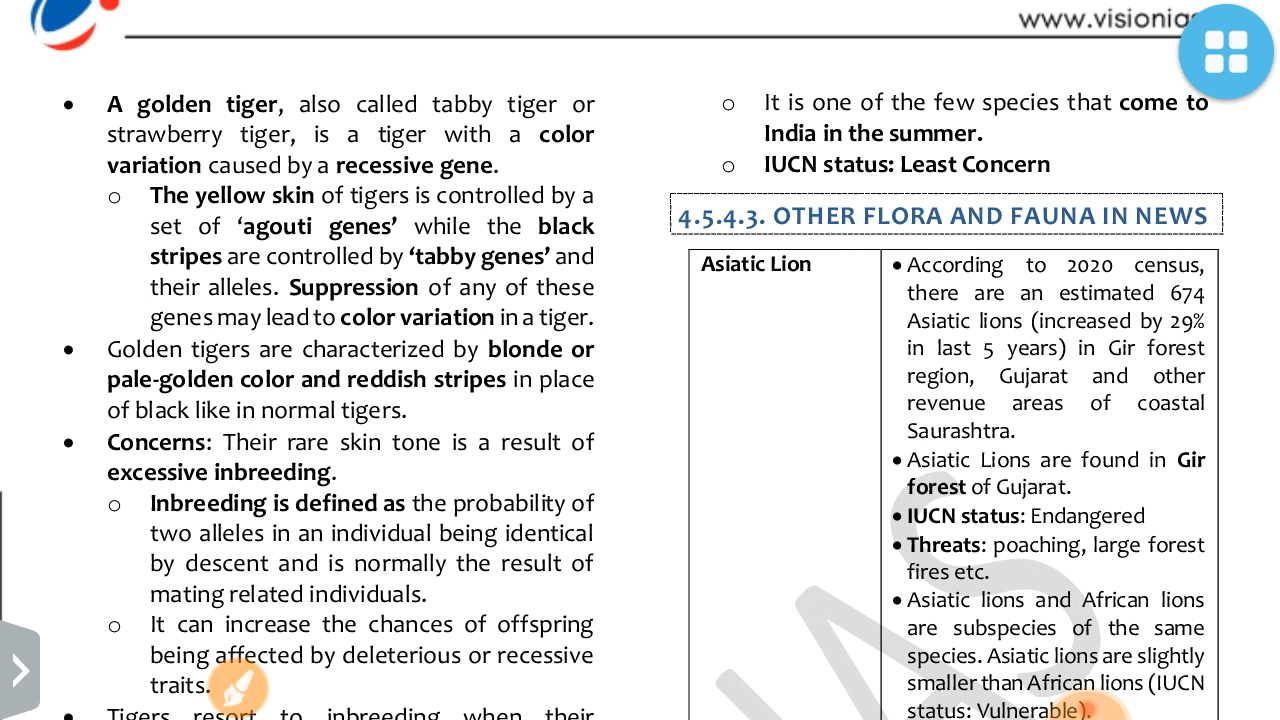 www.visionia
• A golden tiger, also called tabby tiger or
strawberry tiger, is a tiger with a color
variation caused by a recessive gene.
o The yellow skin of tigers is controlled by a
set of ‘agouti genes’ while the black
stripes are controlled by ‘tabby genes’ and
their alleles. Suppression of any of these
genes may lead to color variation in a tiger.
• Golden tigers are characterized by blonde or
pale-golden color and reddish stripes in place
of black like in normal tigers.
• Concerns: Their rare skin tone is a result of
excessive inbreeding.
o Inbreeding is defined as the probability of
two alleles in an individual being identical
by descent and is normally the result of
mating related individuals.
o It can increase the chances of offspring
being affected by deleterious or recessive
traits.
• Tigers resort to inbreeding when their
o It is one of the few species that come to
India in the summer.
o IUCN status: Least Concern
4.5.4.3. OTHER FLORA AND FAUNA IN NEWS
Asiatic Lion
• According to 2020 census,
there are an estimated 674
Asiatic lions (increased by 29%
in last 5 years) in Gir forest
region, Gujarat and other
revenue areas of coastal
Saurashtra.
• Asiatic Lions are found in Gir
forest of Gujarat.
• IUCN status: Endangered
• Threats: poaching, large forest
fires etc.
• Asiatic lions and African lions
are subspecies of the same
species. Asiatic lions are slightly
smaller than African lions (IUCN
status: Vulnerable).